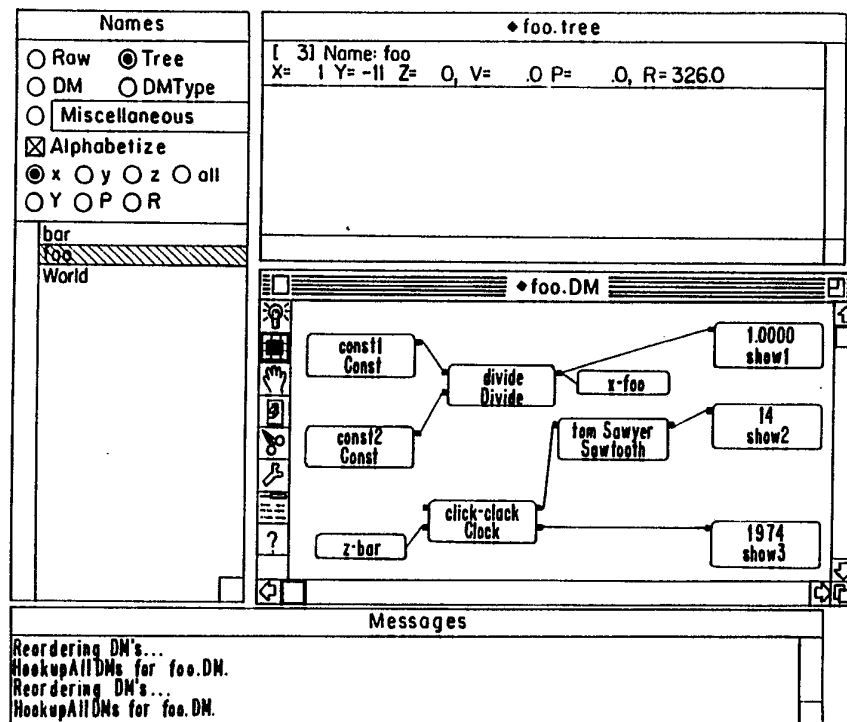 Names
Raw Tree
DM DMType
Miscellaneous
Alphabetize
x y z all
Y P R
bar
foo
World
◆foo.tree
[ 3] Name: foo
X= 1 Y= -11 Z= 0, V= .0 P= .0, R= 326.0
◆foo.DM
const1
Const
const2
Const
divide
Divide
x-foo
1.0000
show1
tom Sawyer
Sawtooth
14
show2
click-clack
Clock
z-bar
1974
show3
?
Messages
Reordering DM's...
HookupAllDMs for foo.DM.
Reordering DM's...
HookupAllDMs for foo.DM.